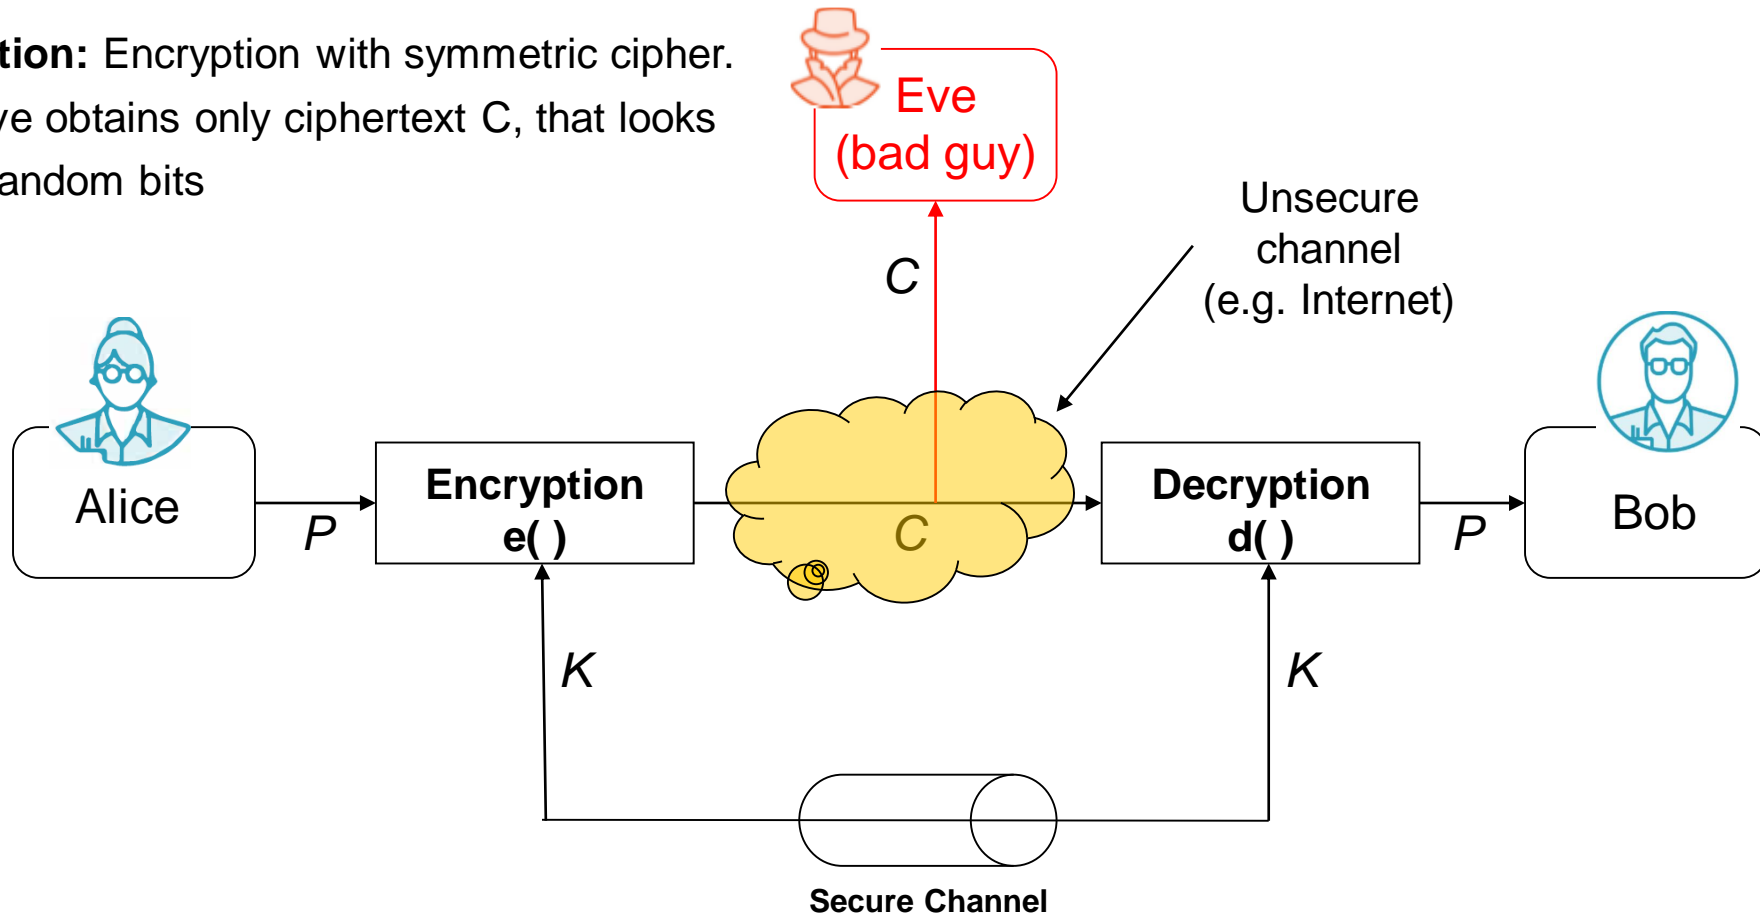 tion: Encryption with symmetric cipher.
ve obtains only ciphertext C, that looks
andom bits
Eve
(bad guy)
Unsecure
channel
(e.g. Internet)
C
Alice
P
Encryption
e( )
C
Decryption
d( )
P
Bob
K
K
Secure Channel